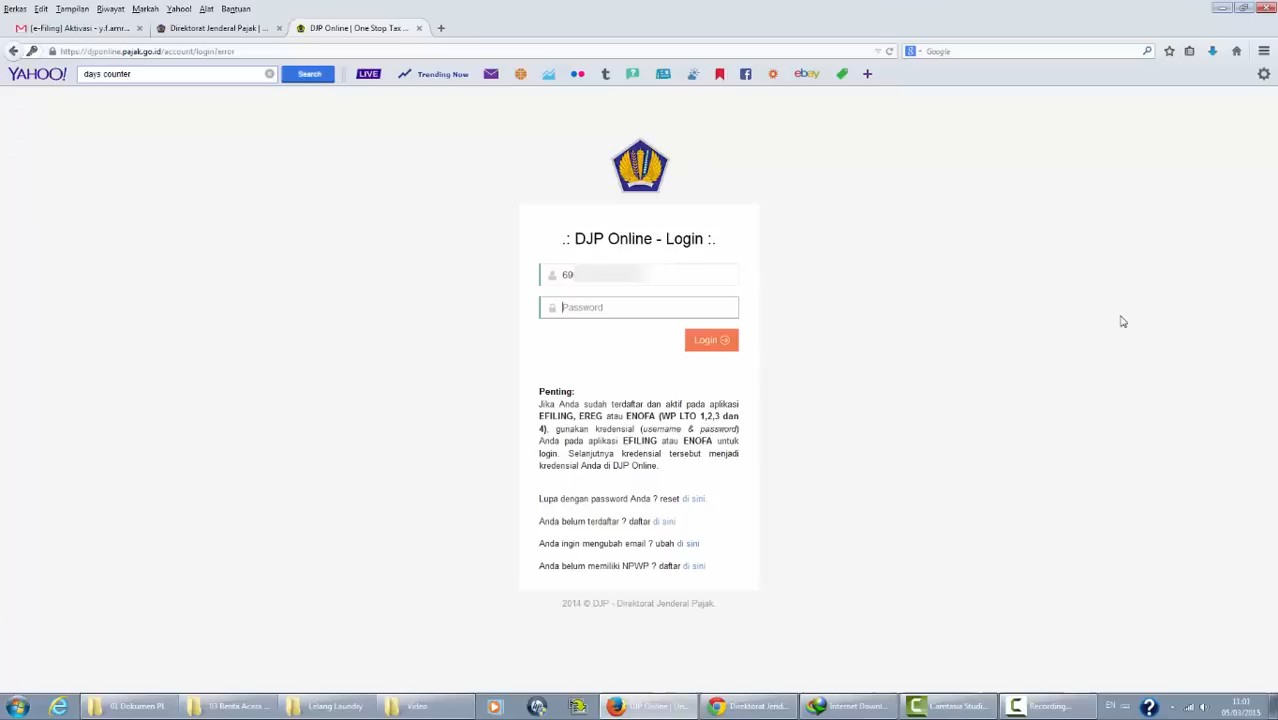 Berkas Edit Tampilan Riwayat Markah Yahoo! Alat Bantuan
[e-Filing] Aktivasi - y.f.amr... × Direktorat Jenderal Pajak | ... × DJP Online | One Stop Tax ... × +
https://djponline.pajak.go.id/account/login?error Google
YAHOO! days counter Search LIVE Trending Now ebay
.: DJP Online - Login :.
69
Password
Login
Penting:
Jika Anda sudah terdaftar dan aktif pada aplikasi
EFILING, EREG atau ENOFA (WP LTO 1,2,3 dan
4), gunakan kredensial (username & password)
Anda pada aplikasi EFILING atau ENOFA untuk
login. Selanjutnya kredensial tersebut menjadi
kredensial Anda di DJP Online.
Lupa dengan password Anda ? reset di sini.
Anda belum terdaftar ? daftar di sini
Anda ingin mengubah email ? ubah di sini
Anda belum memiliki NPWP ? daftar di sini
2014 © DJP - Direktorat Jenderal Pajak.
01 Dokumen PL 03 Berita Acara ... Lelang Laundry Video DJP Online | On... Direktorat Jend... Internet Downl... Camtasia Studi... Recording... EN 11:01
05/03/2015